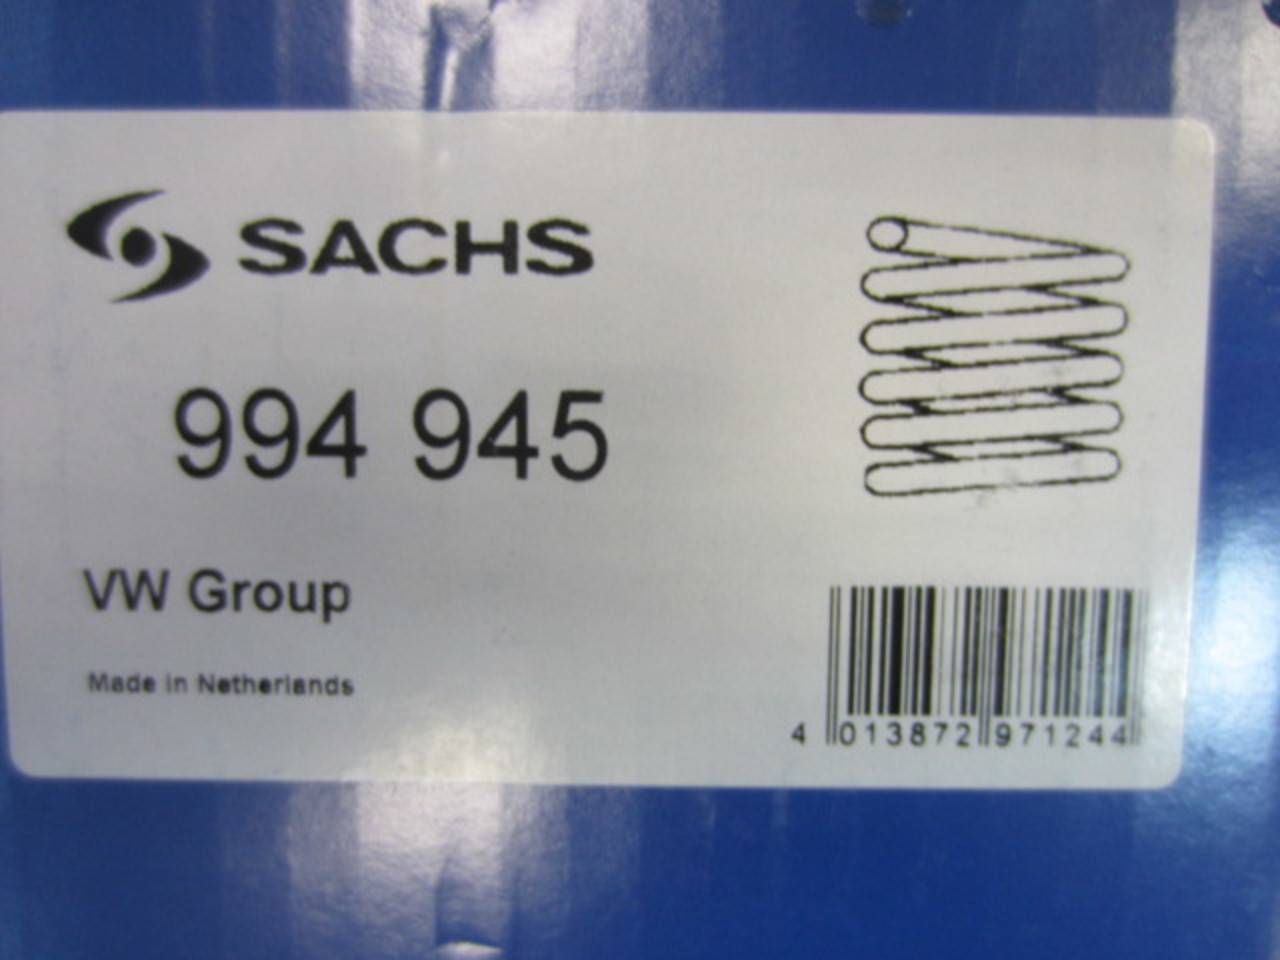 SACHS
994 945
VW Group
Made in Netherlands
4 013872 971244